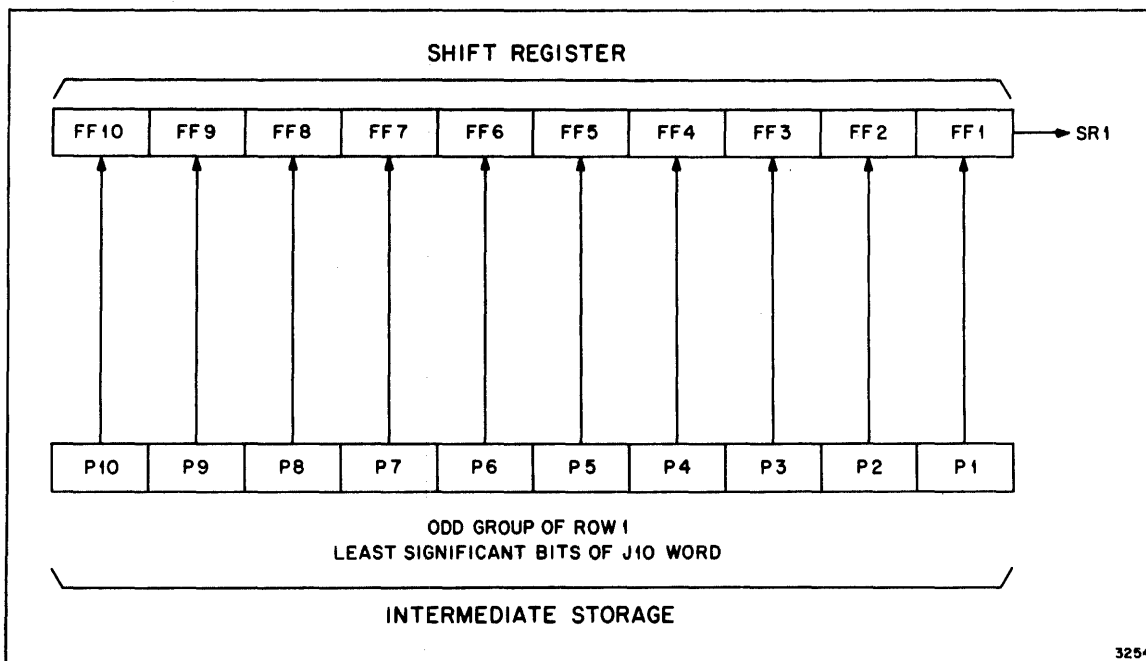 SHIFT REGISTER
FF10 FF9 FF8 FF7 FF6 FF5 FF4 FF3 FF2 FF1 SR1
P10 P9 P8 P7 P6 P5 P4 P3 P2 P1
ODD GROUP OF ROW 1
LEAST SIGNIFICANT BITS OF J10 WORD
INTERMEDIATE STORAGE
3254